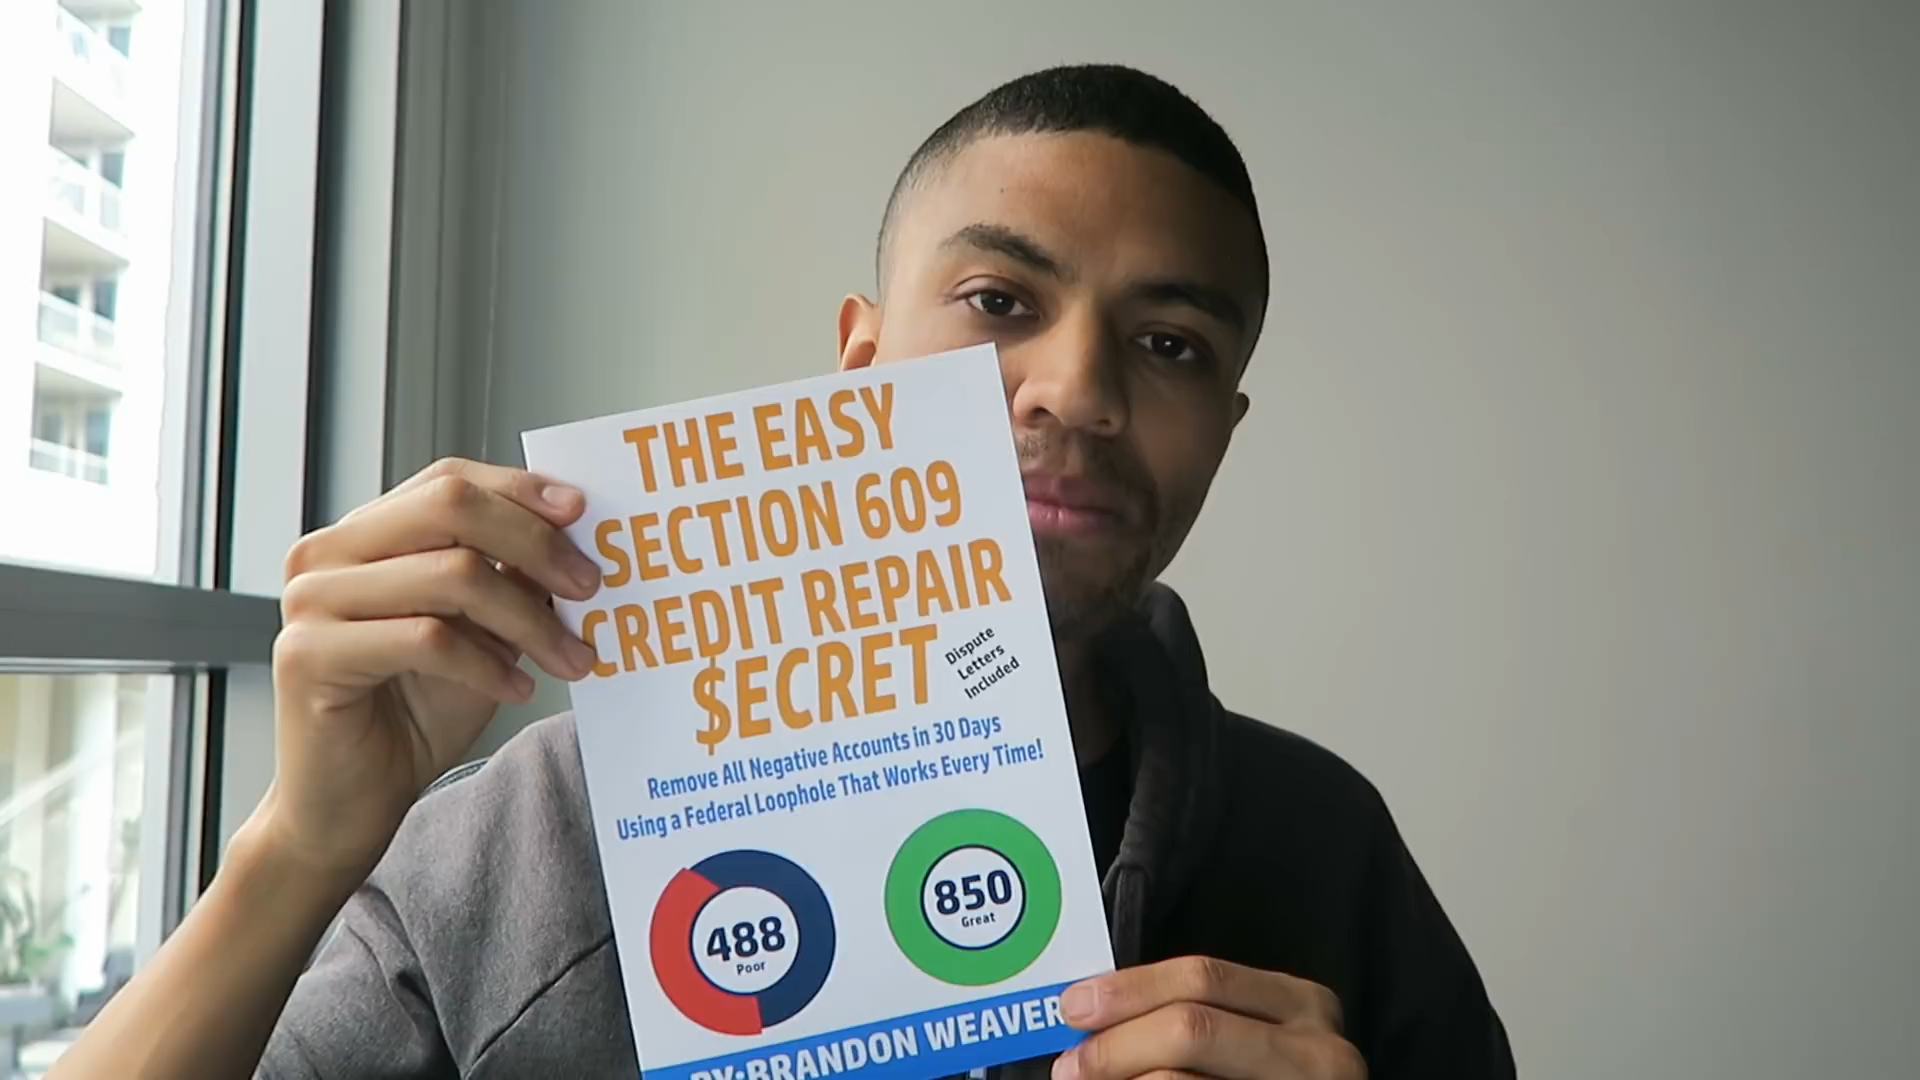 THE EASY
SECTION 609
CREDIT REPAIR
$ECRET
Dispute
Letters
Included
Remove All Negative Accounts in 30 Days
Using a Federal Loophole That Works Every Time!
488
Poor
850
Great
BY:BRANDON WEAVER